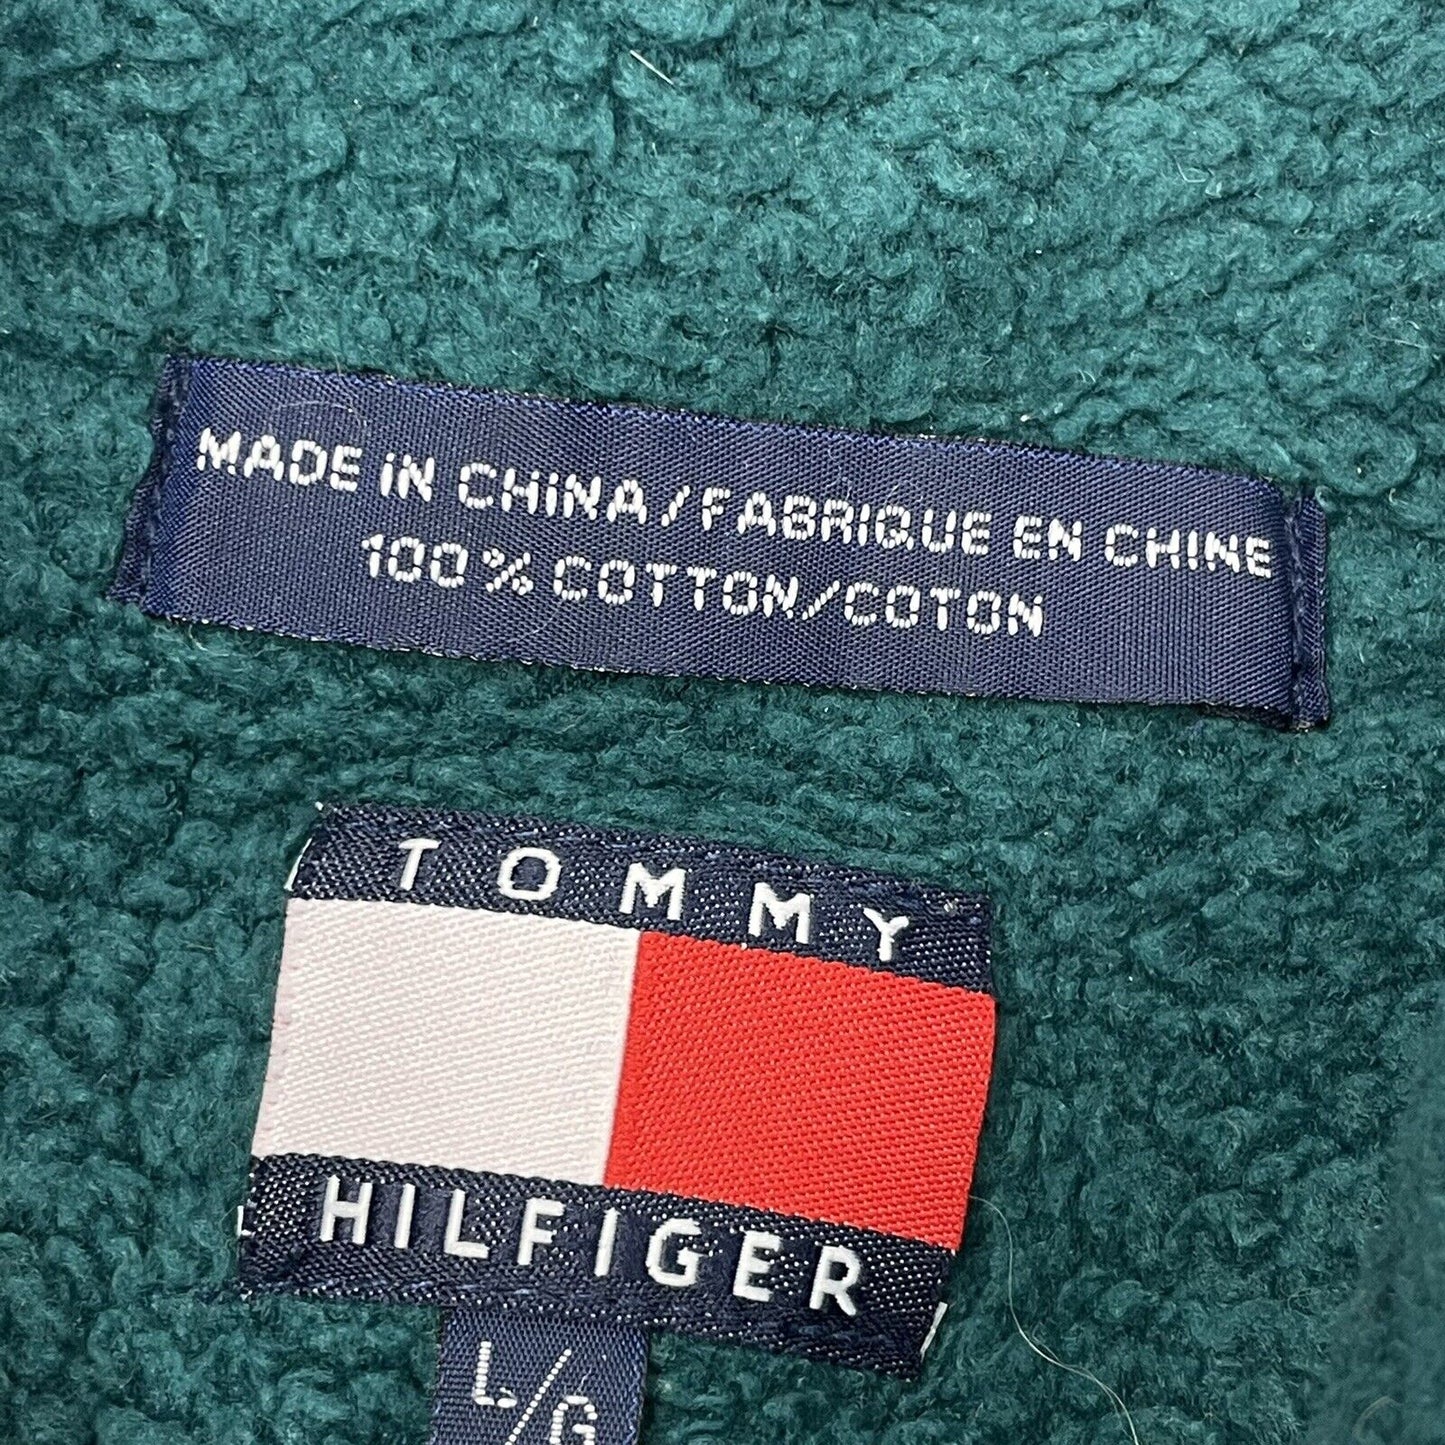 MADE iN CHiNA/FABRIQUE EN CHINE
100% COTTON/COTON
TOMMY
HILFIGER
L/G